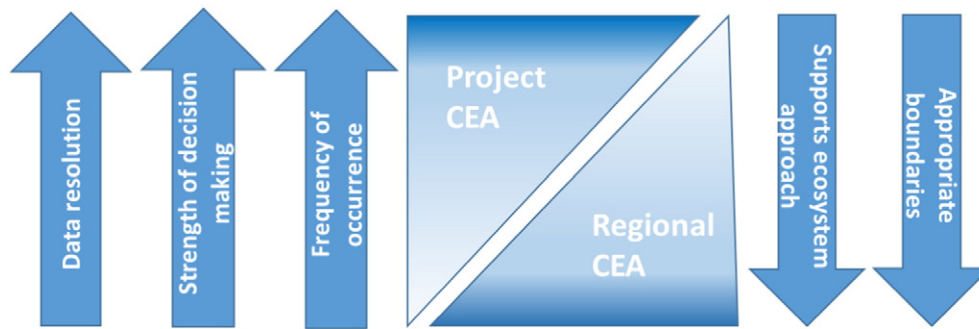 Data resolution
Strength of decision
making
Frequency of
occurrence
Project
CEA
Regional
CEA
Supports ecosystem
approach
Appropriate
boundaries